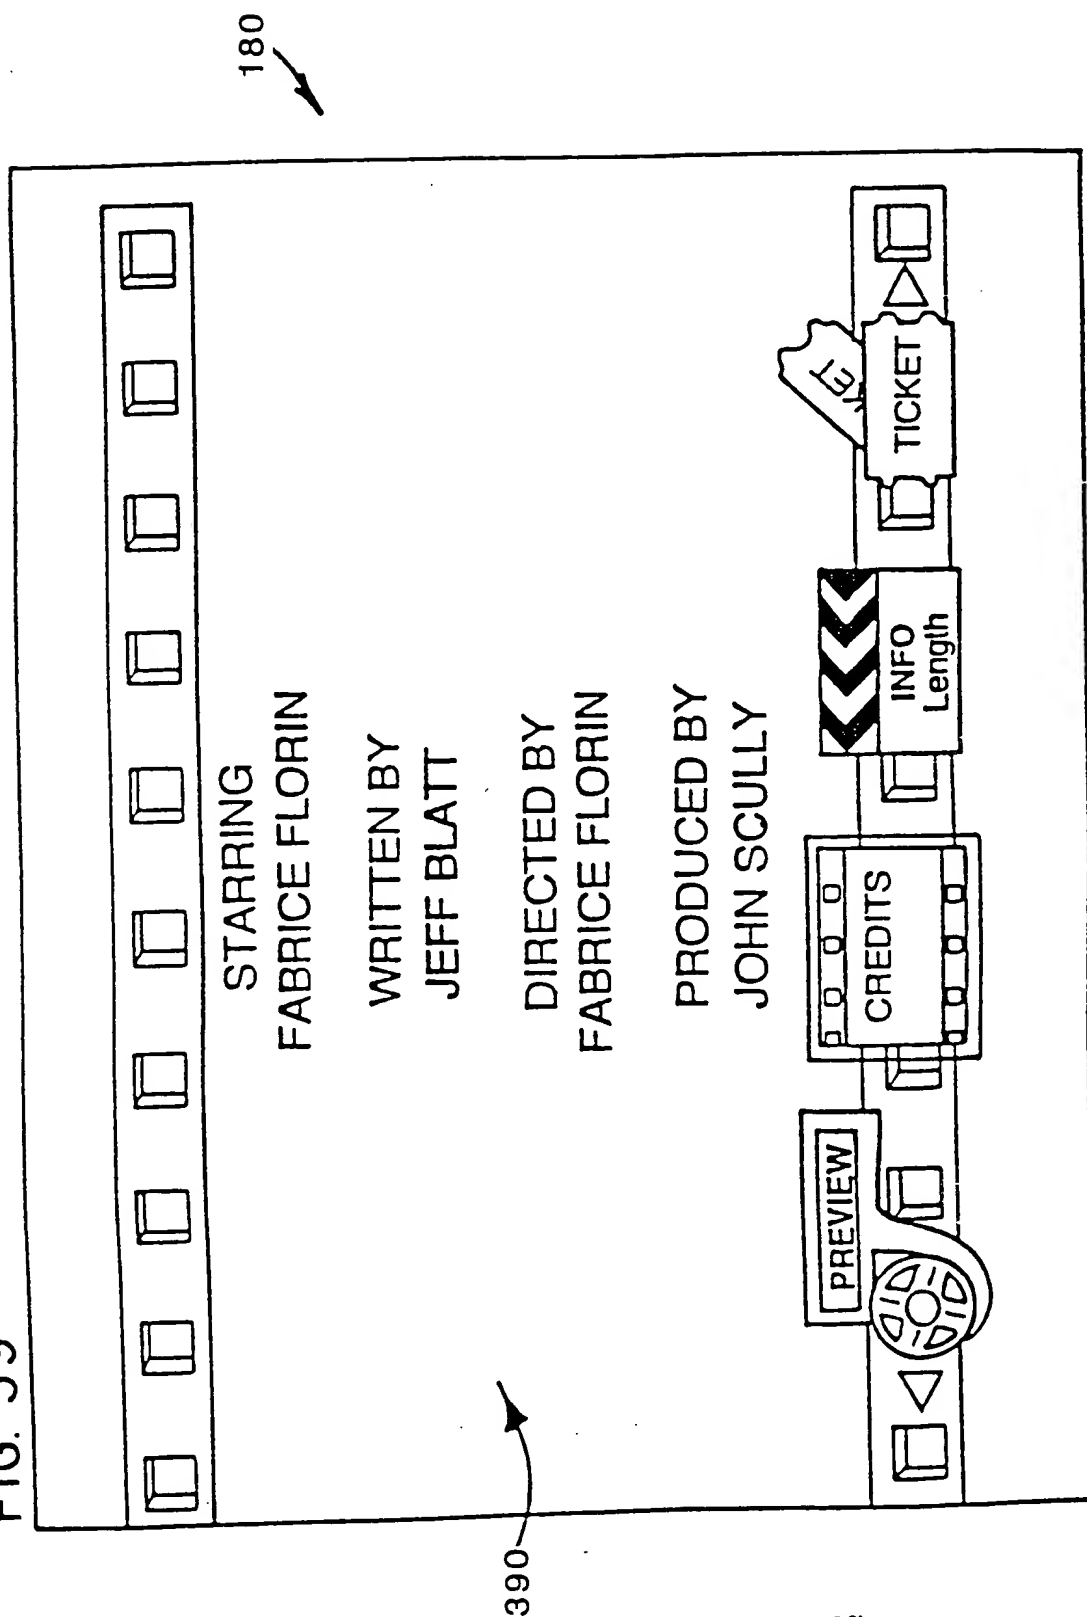 180
STARRING
FABRICE FLORIN
WRITTEN BY
JEFF BLATT
DIRECTED BY
FABRICE FLORIN
PRODUCED BY
JOHN SCULLY
390
PREVIEW
CREDITS
INFO
Length
KET
TICKET
FIG.